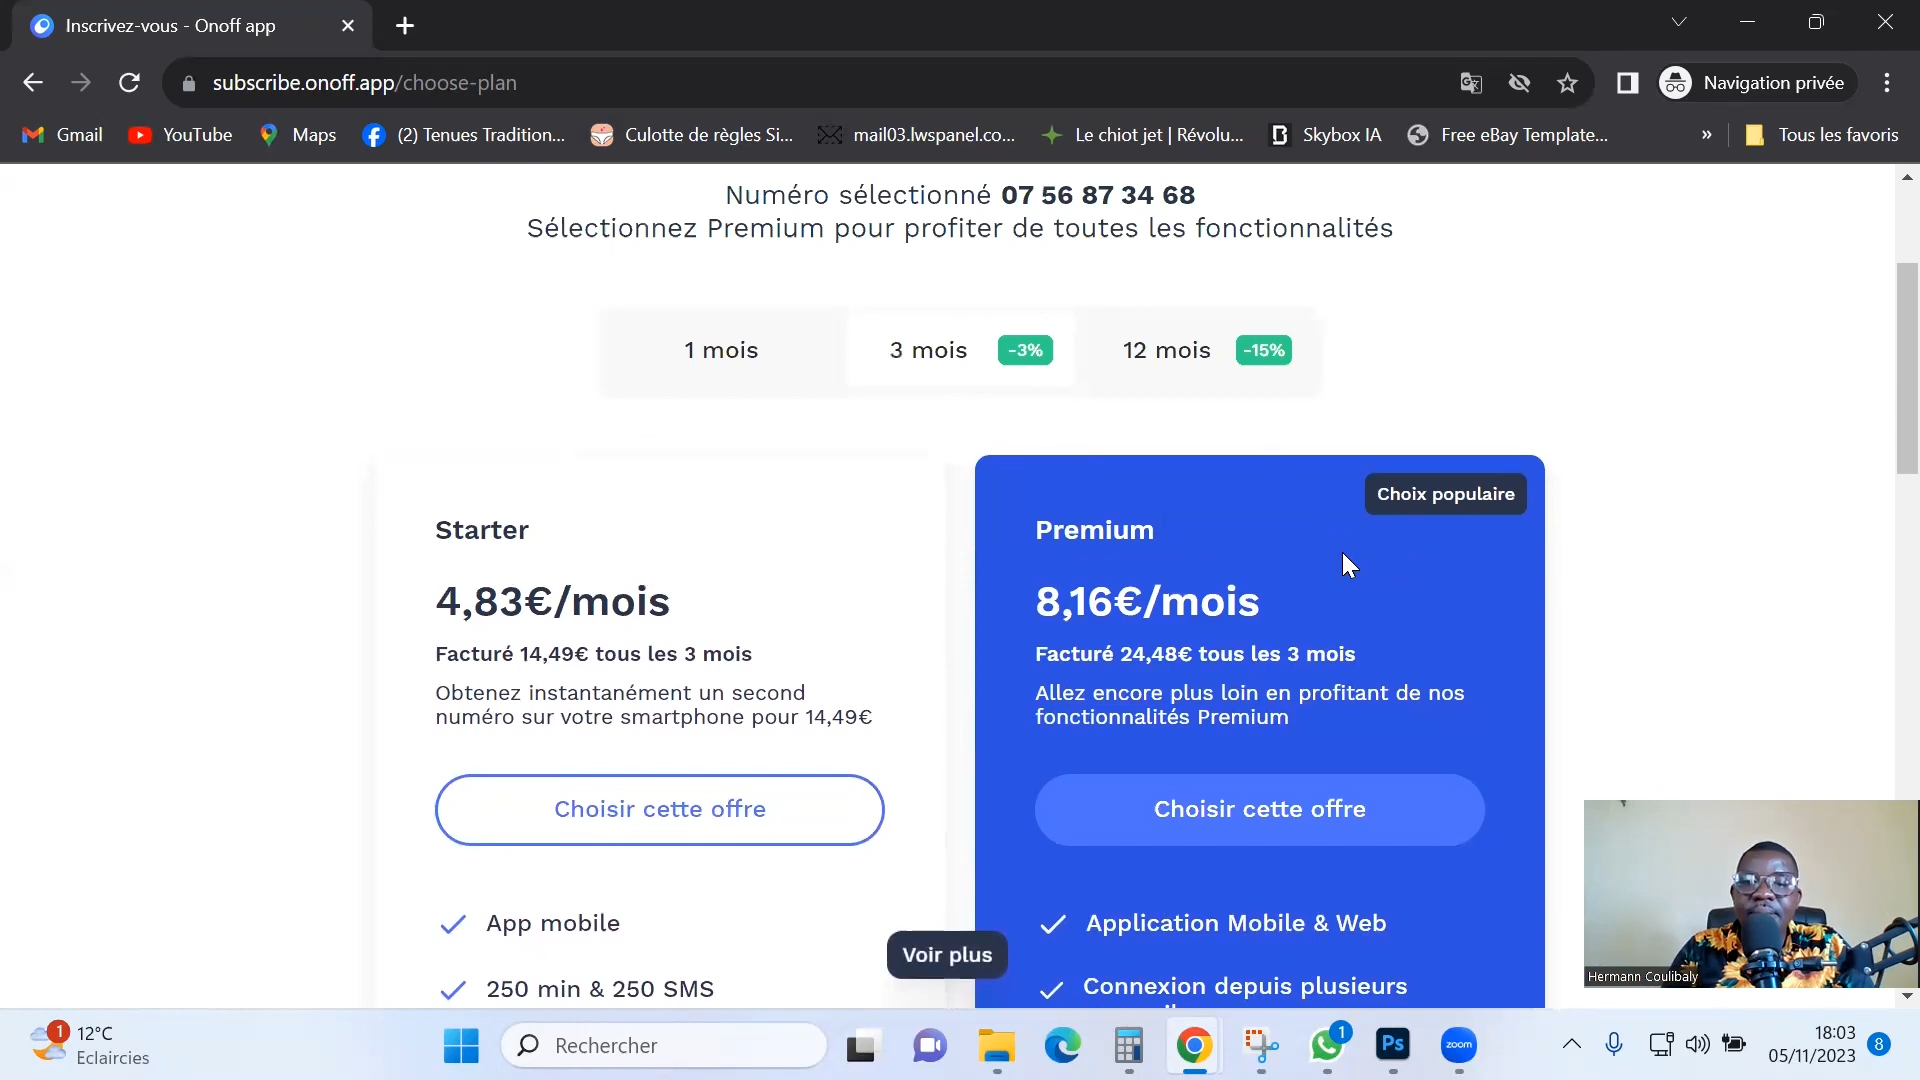 Inscrivez-vous - Onoff app
subscribe.onoff.app/choose-plan
Navigation privée
Gmail
YouTube
Maps
(2) Tenues Tradition...
Culotte de règles Si...
mail03.lwspanel.co...
Le chiot jet | Révolu...
Skybox IA
Free eBay Template...
»
Tous les favoris
Numéro sélectionné 07 56 87 34 68
Sélectionnez Premium pour profiter de toutes les fonctionnalités
1 mois
3 mois -3%
12 mois -15%
Starter
4,83€/mois
Facturé 14,49€ tous les 3 mois
Obtenez instantanément un second
numéro sur votre smartphone pour 14,49€
Choisir cette offre
App mobile
250 min & 250 SMS
Choix populaire
Premium
8,16€/mois
Facturé 24,48€ tous les 3 mois
Allez encore plus loin en profitant de nos
fonctionnalités Premium
Choisir cette offre
Application Mobile & Web
Connexion depuis plusieurs
Voir plus
Hermann Coulibaly
1
12°C
Eclaircies
Rechercher
1
Ps
zoom
18:03
05/11/2023
8